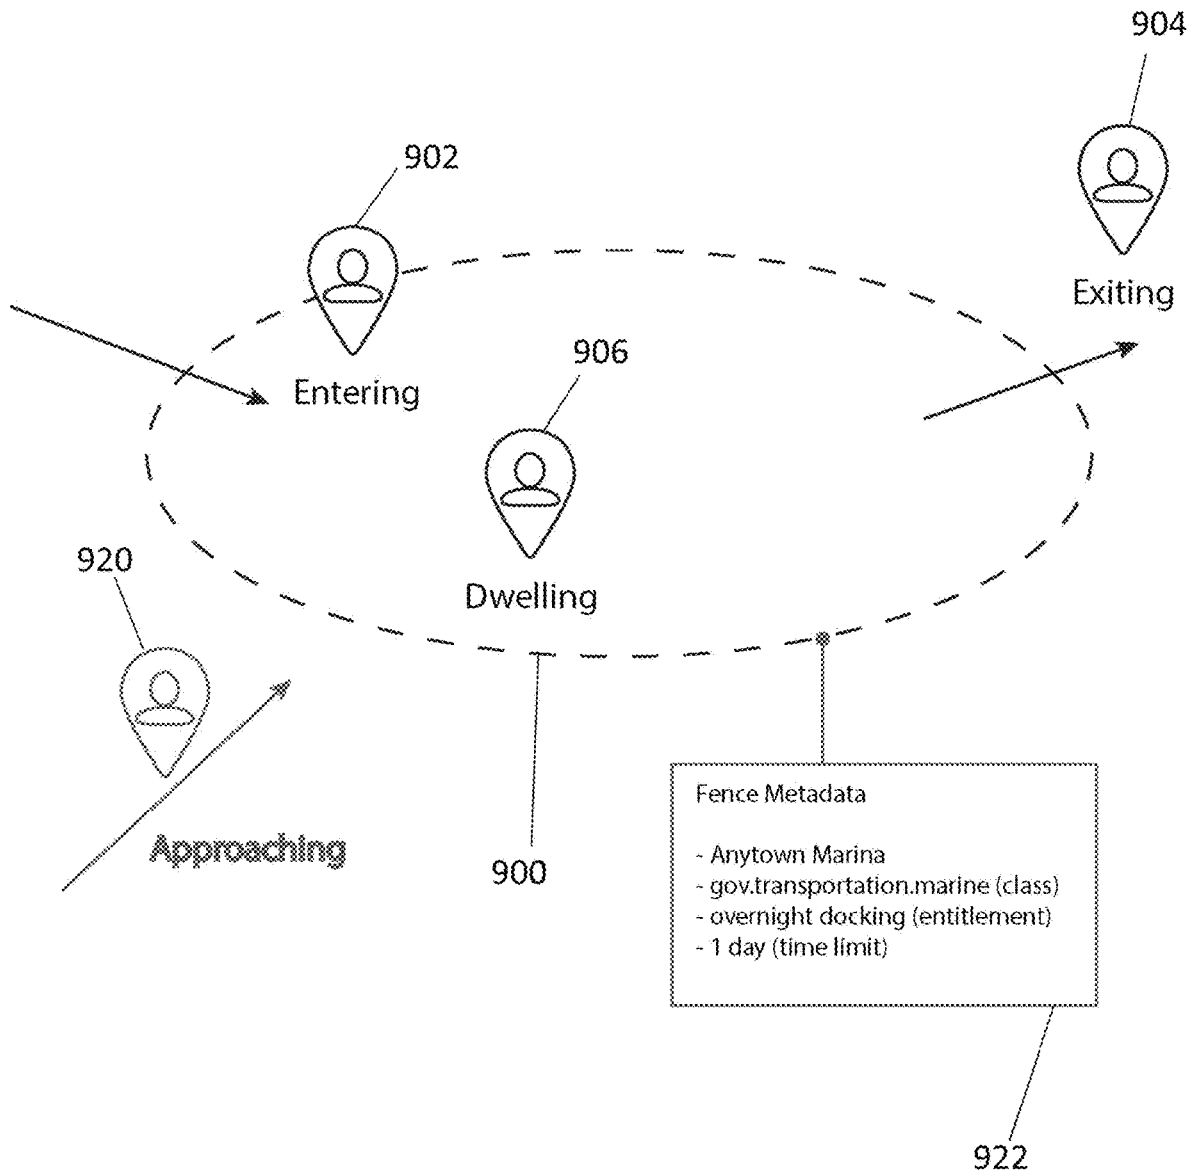 904
902
Exiting
906
Entering
920
Dwelling
Approaching
900
Fence Metadata
- Anytown Marina
- gov.transportation.marine (class)
- overnight docking (entitlement)
- 1 day (time limit)
922